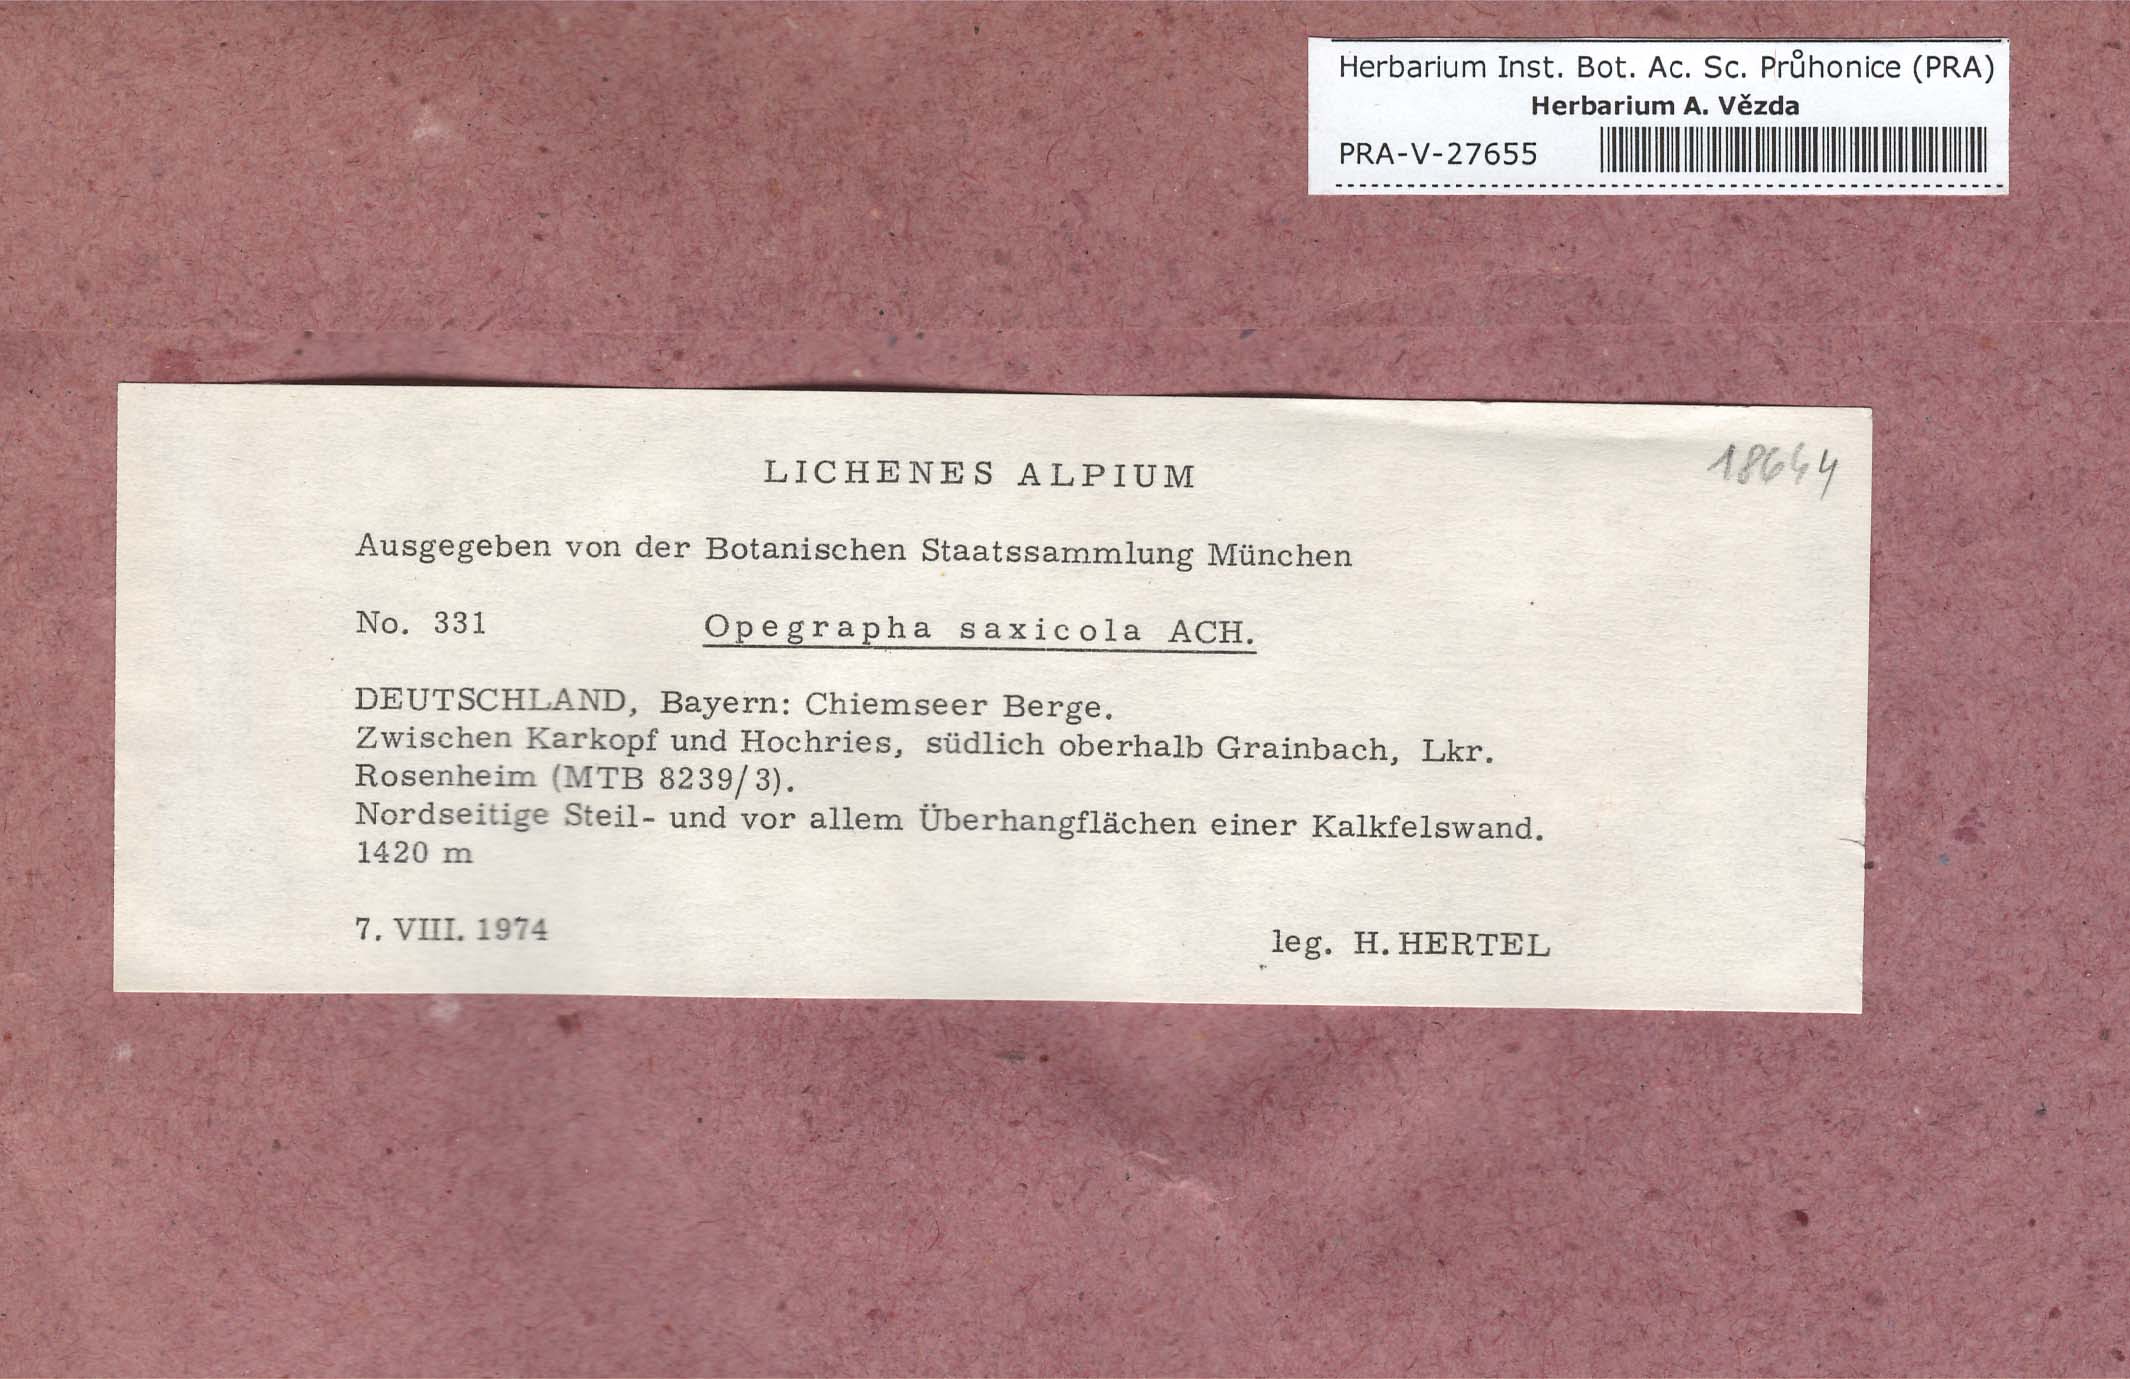 Herbarium Inst. Bot. Ac. Sc. Průhonice (PRA)
Herbarium A. Vězda
PRA-V-27655
18644
LICHENES ALPIUM
Ausgegeben von der Botanischen Staatssammlung München
No. 331 Opegrapha saxicola ACH.
DEUTSCHLAND, Bayern: Chiemseer Berge.
Zwischen Karkopf und Hochries, südlich oberhalb Grainbach, Lkr.
Rosenheim (MTB 8239/3).
Nordseitige Steil- und vor allem Überhangflächen einer Kalkfelswand.
1420 m
7. VIII. 1974 leg. H. HERTEL